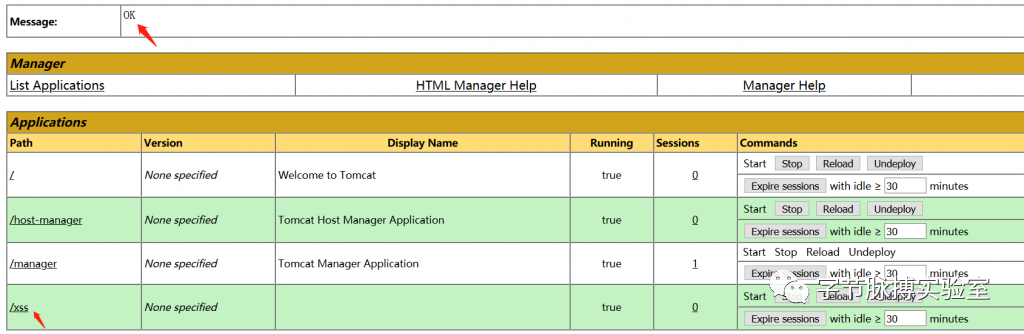 Message: OK
Manager
List Applications HTML Manager Help Manager Help
Applications
Path Version Display Name Running Sessions Commands
/ None specified Welcome to Tomcat true 0 Start Stop Reload Undeploy
Expire sessions with idle ≥ 30 minutes
/host-manager None specified Tomcat Host Manager Application true 0 Start Stop Reload Undeploy
Expire sessions with idle ≥ 30 minutes
/manager None specified Tomcat Manager Application true 1 Start Stop Reload Undeploy
Expire sessions with idle ≥ 30 minutes
/xss None specified true 0 Start Stop Reload Undeploy
Expire sessions with idle ≥ 30 minutes
字节脉搏实验室